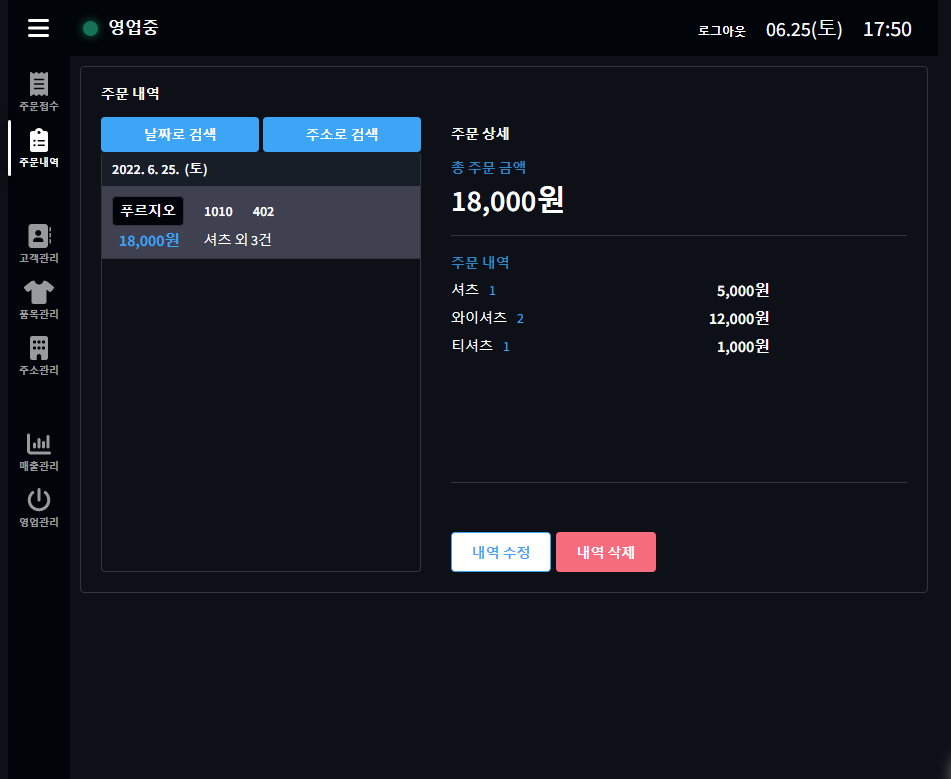 영업중
로그아웃 06.25(토) 17:50
주문접수
주문내역
고객관리
품목관리
주소관리
매출관리
영업관리
주문 내역
날짜로 검색 주소로 검색
2022. 6. 25. (토)
푸르지오 1010 402
18,000원 셔츠 외 3건
주문 상세
총 주문 금액
18,000원
주문 내역
셔츠 1 5,000원
와이셔츠 2 12,000원
티셔츠 1 1,000원
내역 수정 내역 삭제